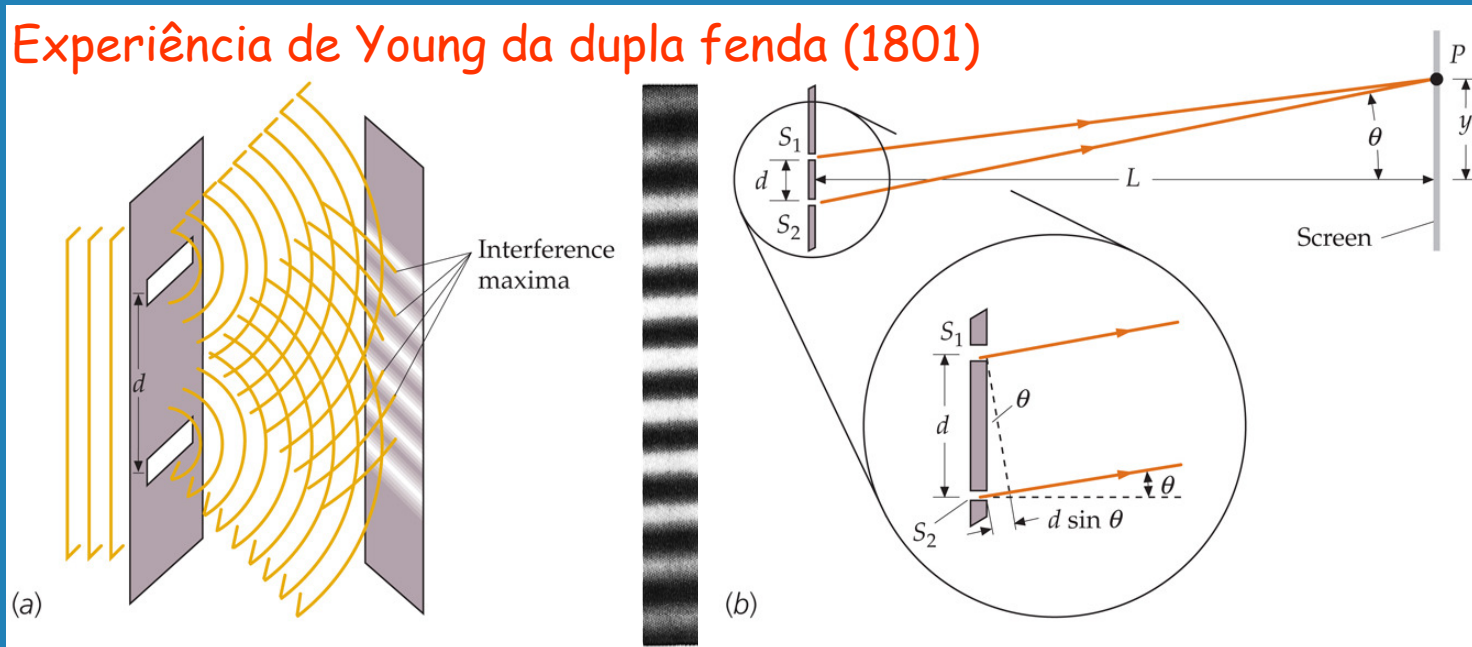 Experiência de Young da dupla fenda (1801)
d
Interference
maxima
(a)
S1
d
S2
L
θ
P
y
Screen
S1
d
θ
θ
S2
d sin θ
(b)